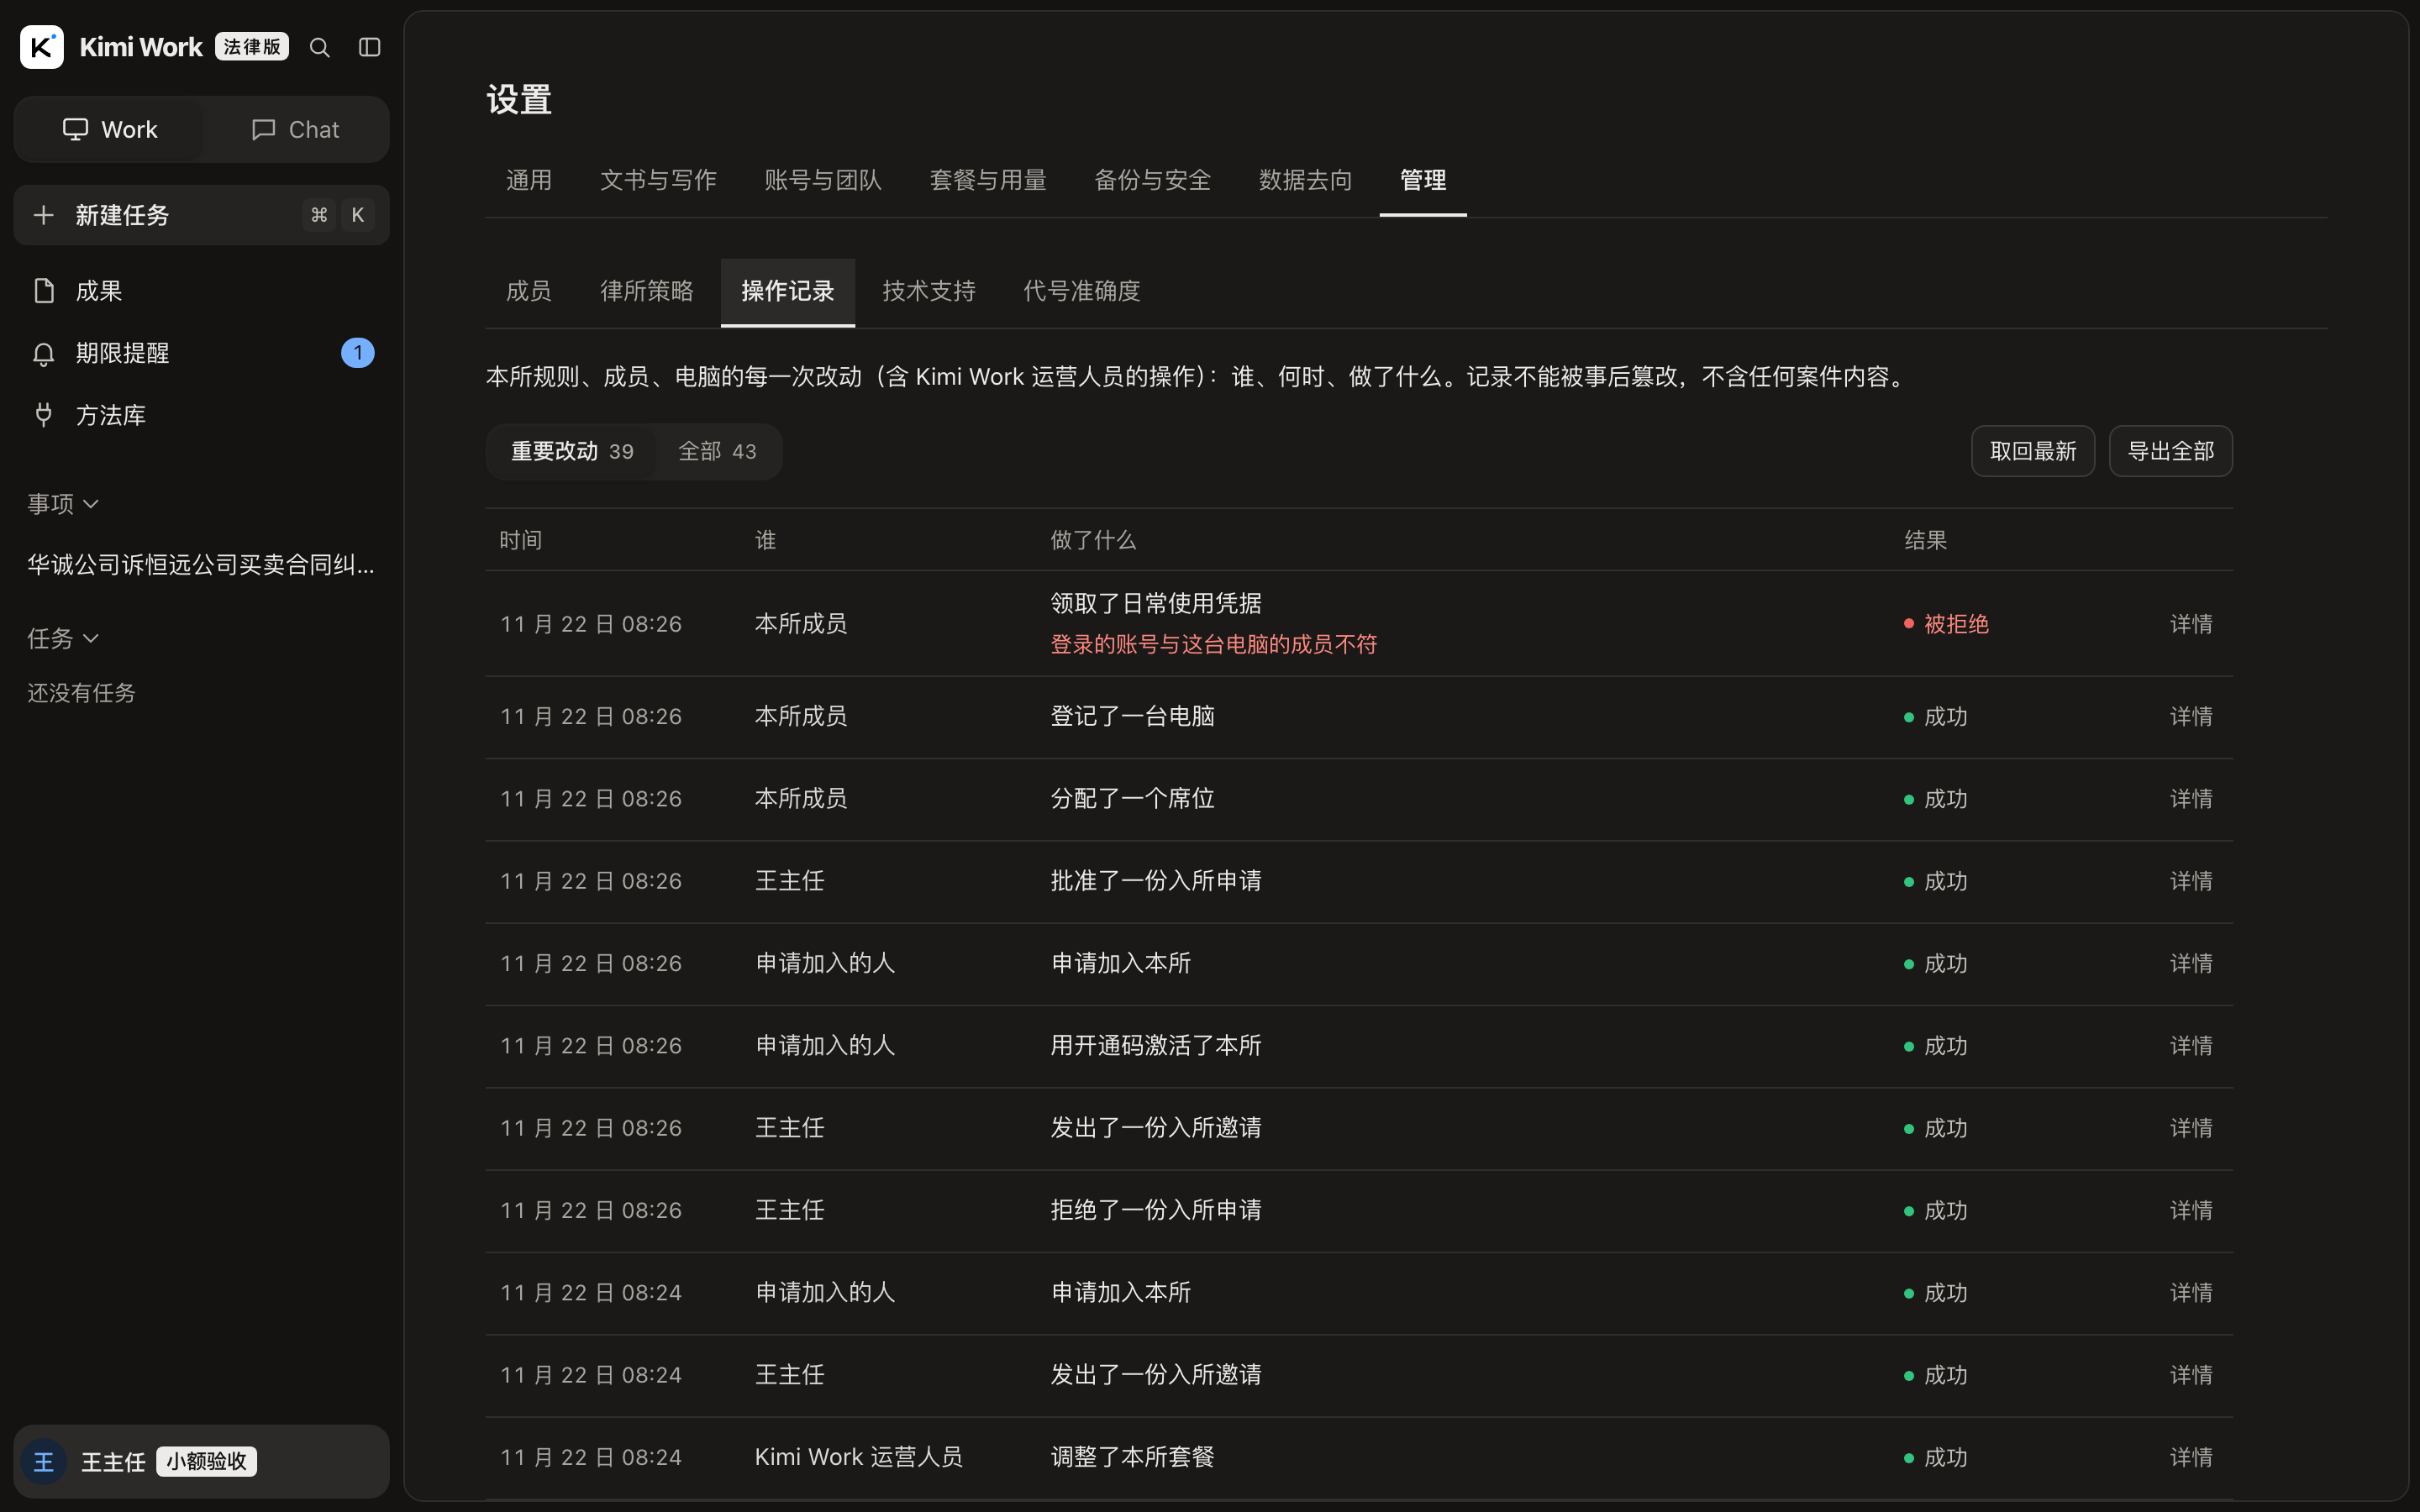 Kimi Work 法律版
Work Chat
新建任务 ⌘ K
成果
期限提醒 1
方法库
事项
华诚公司诉恒远公司买卖合同纠...
任务
还没有任务
王 王主任 小额验收
设置
通用 文书与写作 账号与团队 套餐与用量 备份与安全 数据去向 管理
成员 律所策略 操作记录 技术支持 代号准确度
本所规则、成员、电脑的每一次改动（含 Kimi Work 运营人员的操作）：谁、何时、做了什么。记录不能被事后篡改，不含任何案件内容。
重要改动 39 全部 43 取回最新 导出全部
时间 谁 做了什么 结果
11 月 22 日 08:26 本所成员 领取了日常使用凭据 被拒绝 详情
登录的账号与这台电脑的成员不符
11 月 22 日 08:26 本所成员 登记了一台电脑 成功 详情
11 月 22 日 08:26 本所成员 分配了一个席位 成功 详情
11 月 22 日 08:26 王主任 批准了一份入所申请 成功 详情
11 月 22 日 08:26 申请加入的人 申请加入本所 成功 详情
11 月 22 日 08:26 申请加入的人 用开通码激活了本所 成功 详情
11 月 22 日 08:26 王主任 发出了一份入所邀请 成功 详情
11 月 22 日 08:26 王主任 拒绝了一份入所申请 成功 详情
11 月 22 日 08:24 申请加入的人 申请加入本所 成功 详情
11 月 22 日 08:24 王主任 发出了一份入所邀请 成功 详情
11 月 22 日 08:24 Kimi Work 运营人员 调整了本所套餐 成功 详情